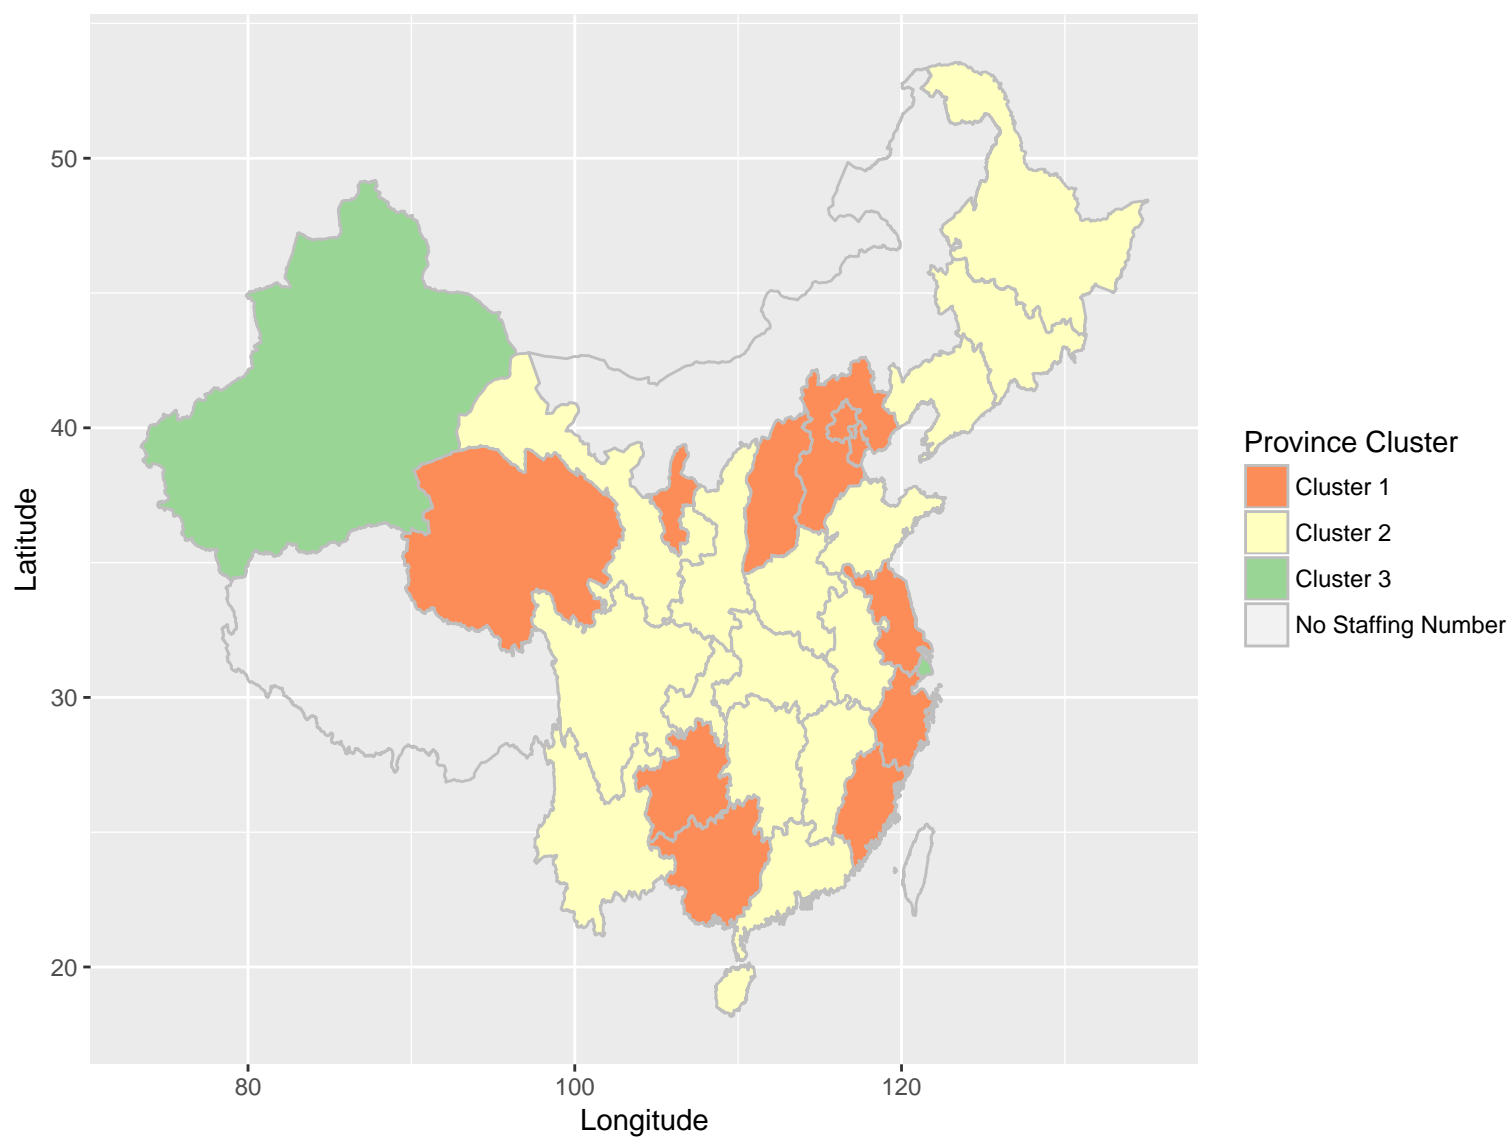 50
40
30
20
Latitude
80
100
120
Longitude
Province Cluster
Cluster 1
Cluster 2
Cluster 3
No Staffing Number